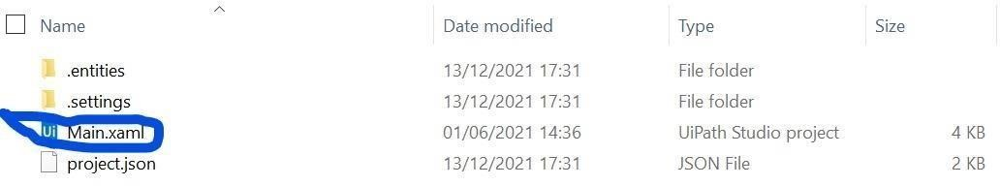 Name Date modified Type Size
.entities 13/12/2021 17:31 File folder
.settings 13/12/2021 17:31 File folder
Ui Main.xaml 01/06/2021 14:36 UiPath Studio project 4 KB
project.json 13/12/2021 17:31 JSON File 2 KB